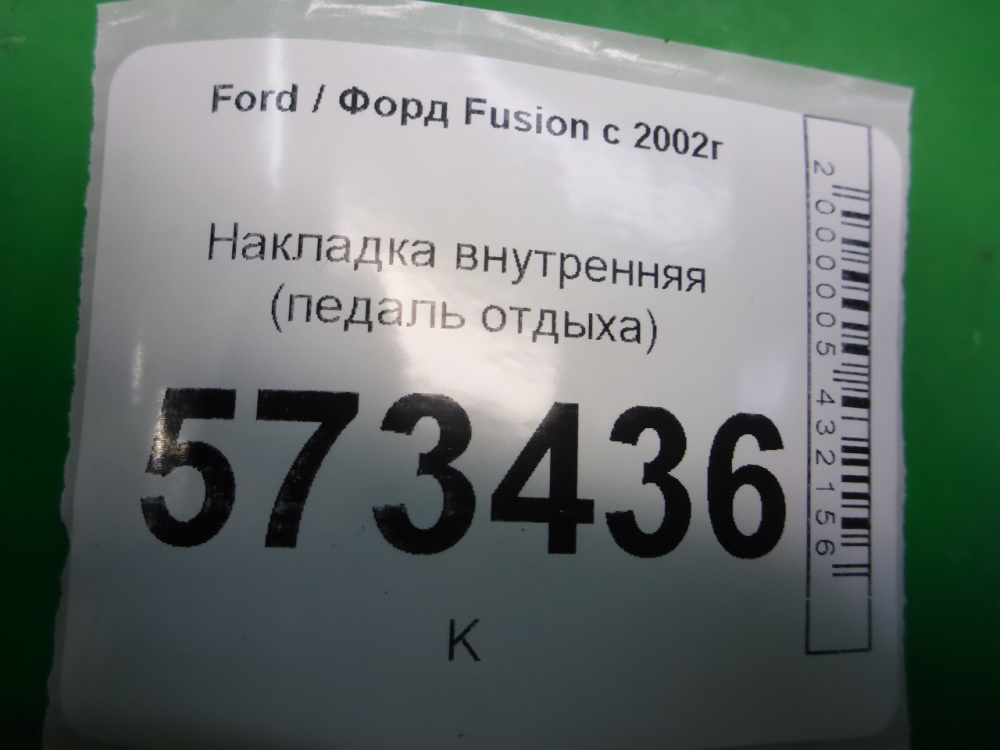 Ford / Форд Fusion с 2002г
Накладка внутренняя
(педаль отдыха)
573436
К
2000005432156